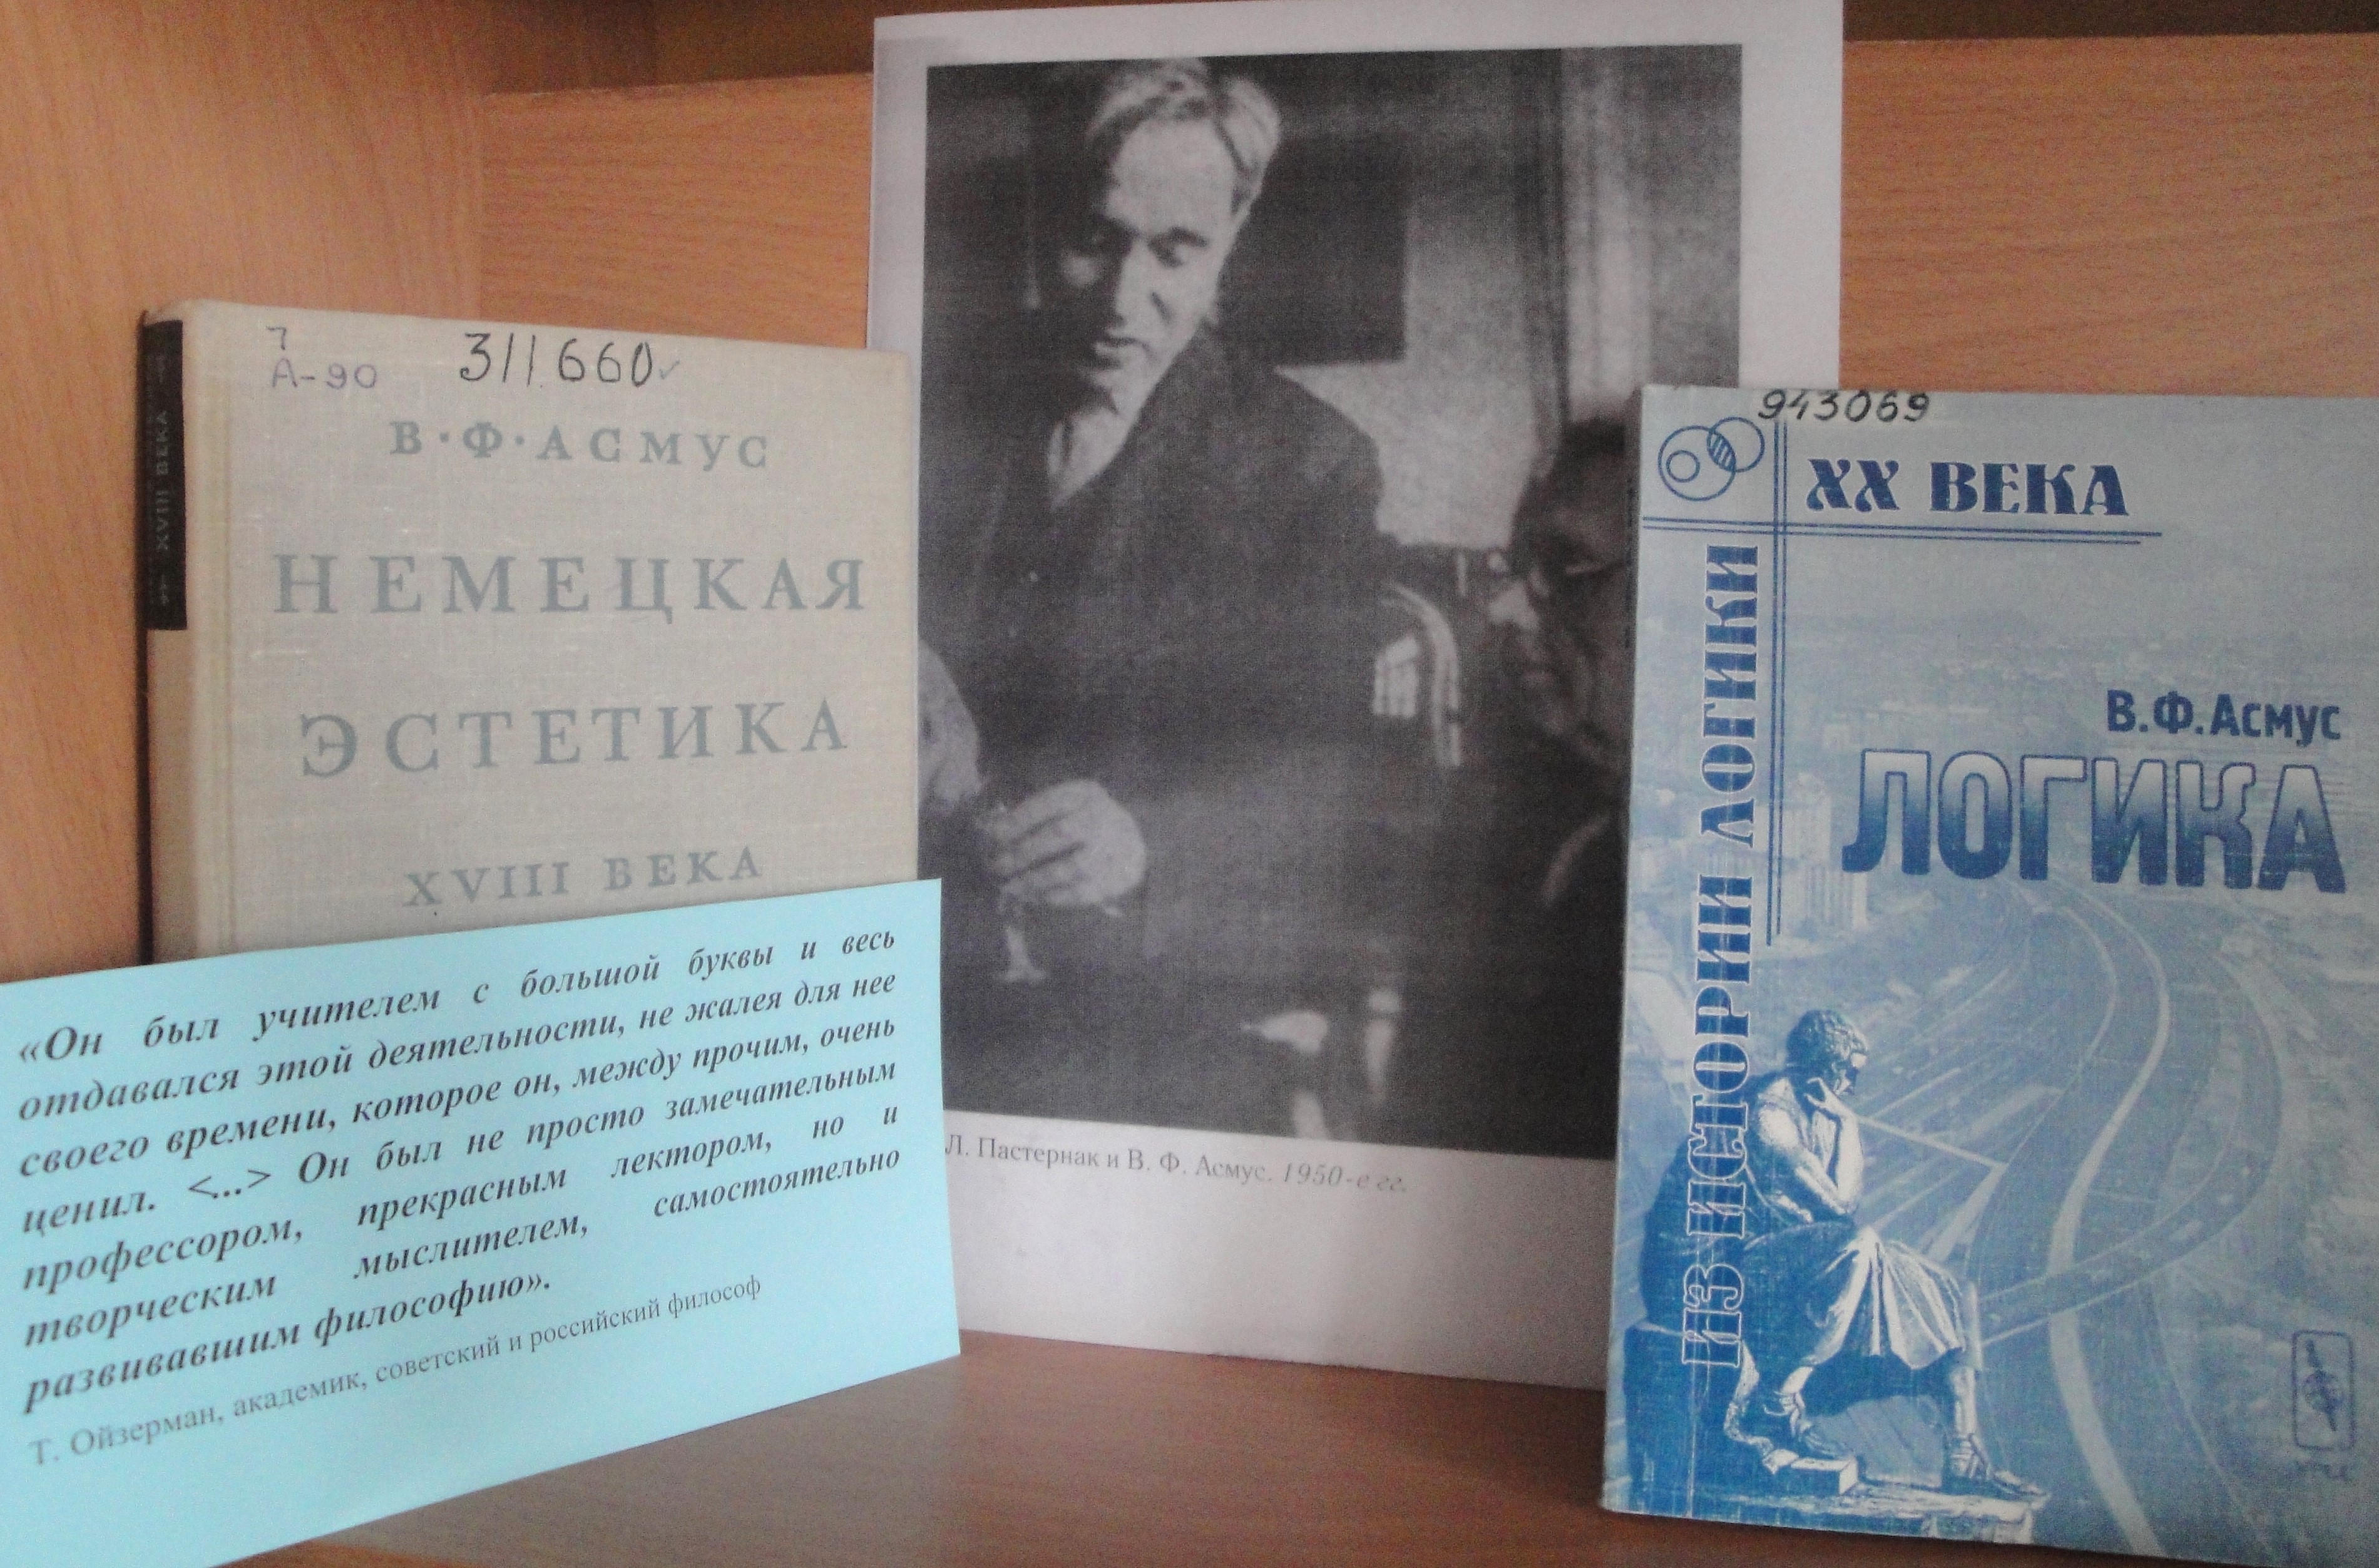 7
А-90
311.660
В·Ф·АСМУС
НЕМЕЦКАЯ
ЭСТЕТИКА
XVIII ВЕКА
XVIII ВЕКА
«Он был учителем с большой буквы и весь
отдавался этой деятельности, не жалея для нее
своего времени, которое он, между прочим, очень
ценил. <...> Он был не просто замечательным
профессором, прекрасным лектором, но и
творческим мыслителем, самостоятельно
развивавшим философию».
Т. Ойзерман, академик, советский и российский философ
Л. Пастернак и В. Ф. Асмус. 1950-е гг.
943069
XX ВЕКА
ИЗ ИСТОРИИ ЛОГИКИ
В.Ф.Асмус
ЛОГИКА